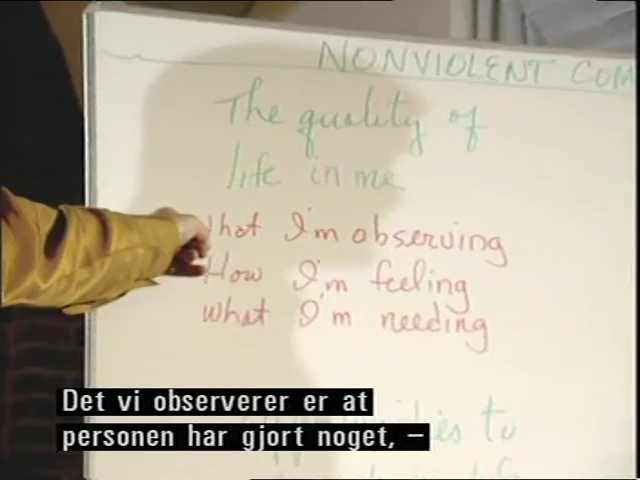 NONVIOLENT COM
The quality of
life in me
What I'm observing
How I'm feeling
what I'm needing
to
Det vi observerer er at
personen har gjort noget, –